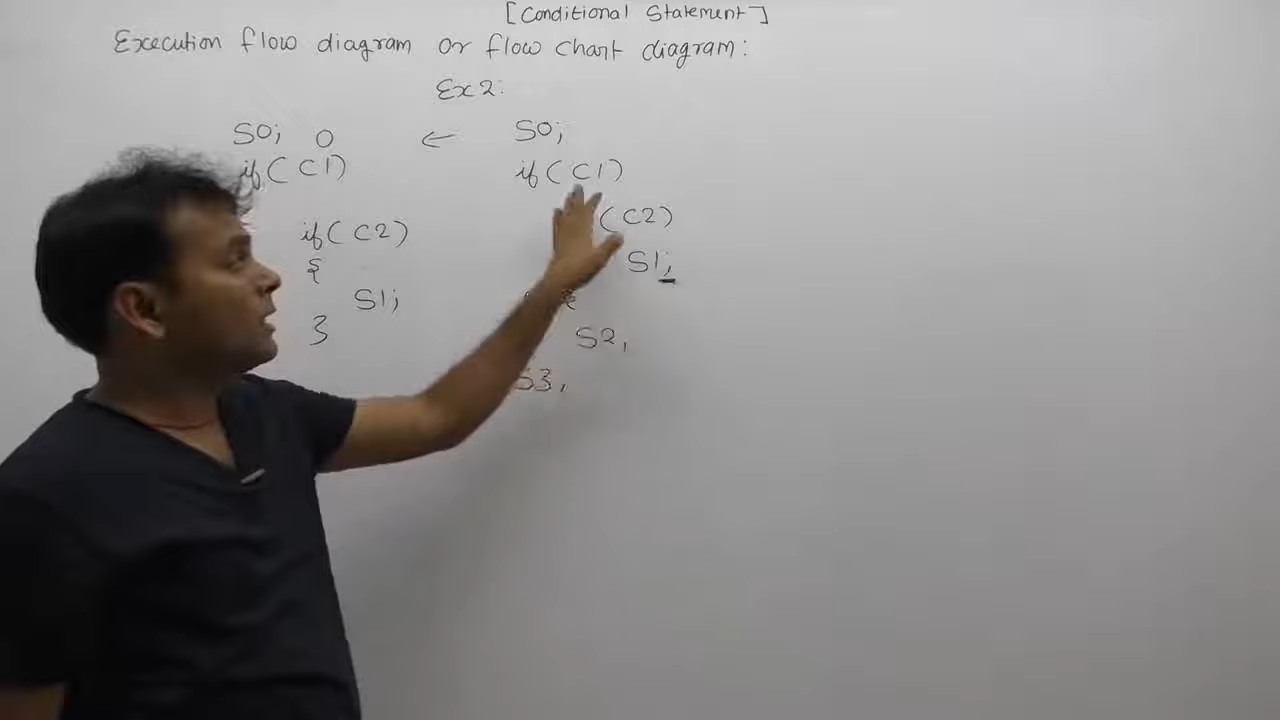 [Conditional Statement]
Execution flow diagram or flow chart diagram:
Ex2:
S0; 0 ← S0;
if( C1) if( C1)
(C2)
if( C2)
{ S1;
S1;
} S2;
S3;